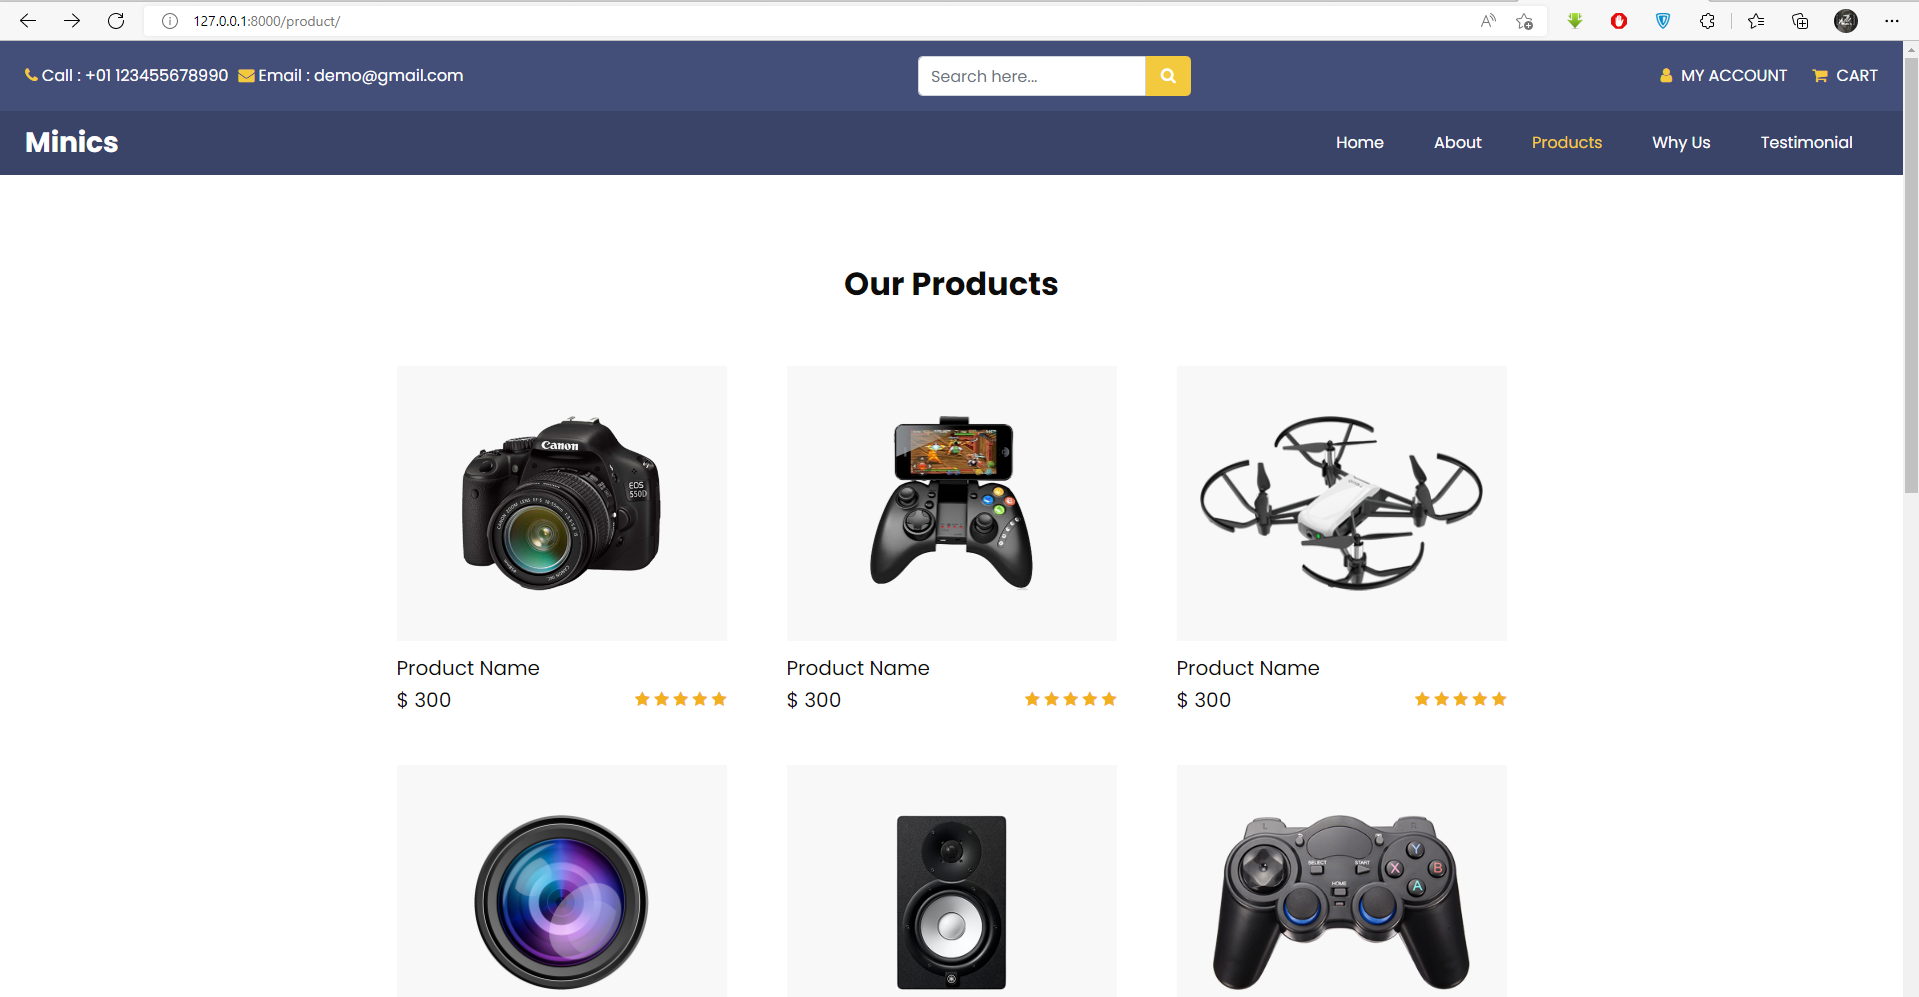 127.0.0.1:8000/product/
Call : +01 123455678990 Email : demo@gmail.com
Search here...
MY ACCOUNT CART
Minics
Home About Products Why Us Testimonial
Our Products
Canon
EOS
550D
Product Name
$ 300
Product Name
$ 300
Product Name
$ 300
L R
SELECT START
HOME
Y
X B
A